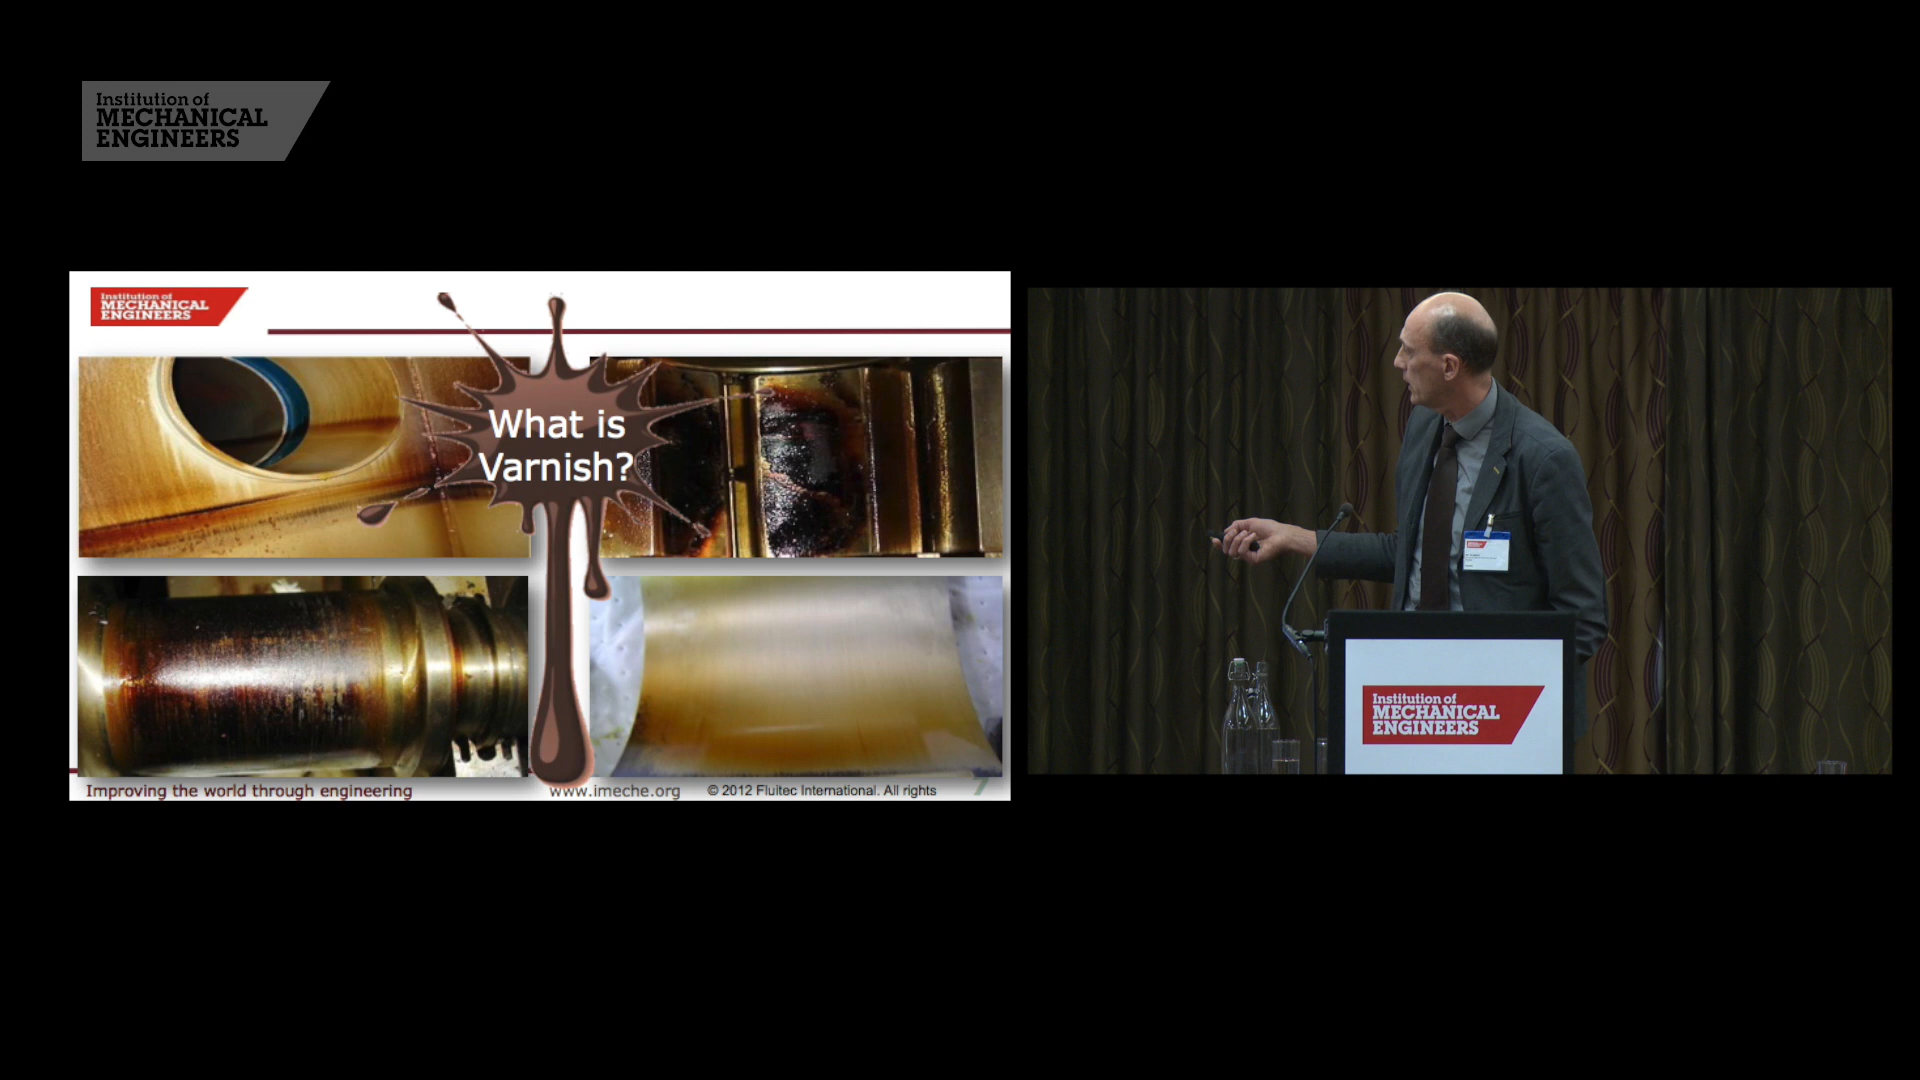 Institution of
MECHANICAL
ENGINEERS
Institution of
MECHANICAL
ENGINEERS
What is
Varnish?
Improving the world through engineering
www.imeche.org
© 2012 Fluitec International. All rights
7
Institution of
MECHANICAL
ENGINEERS